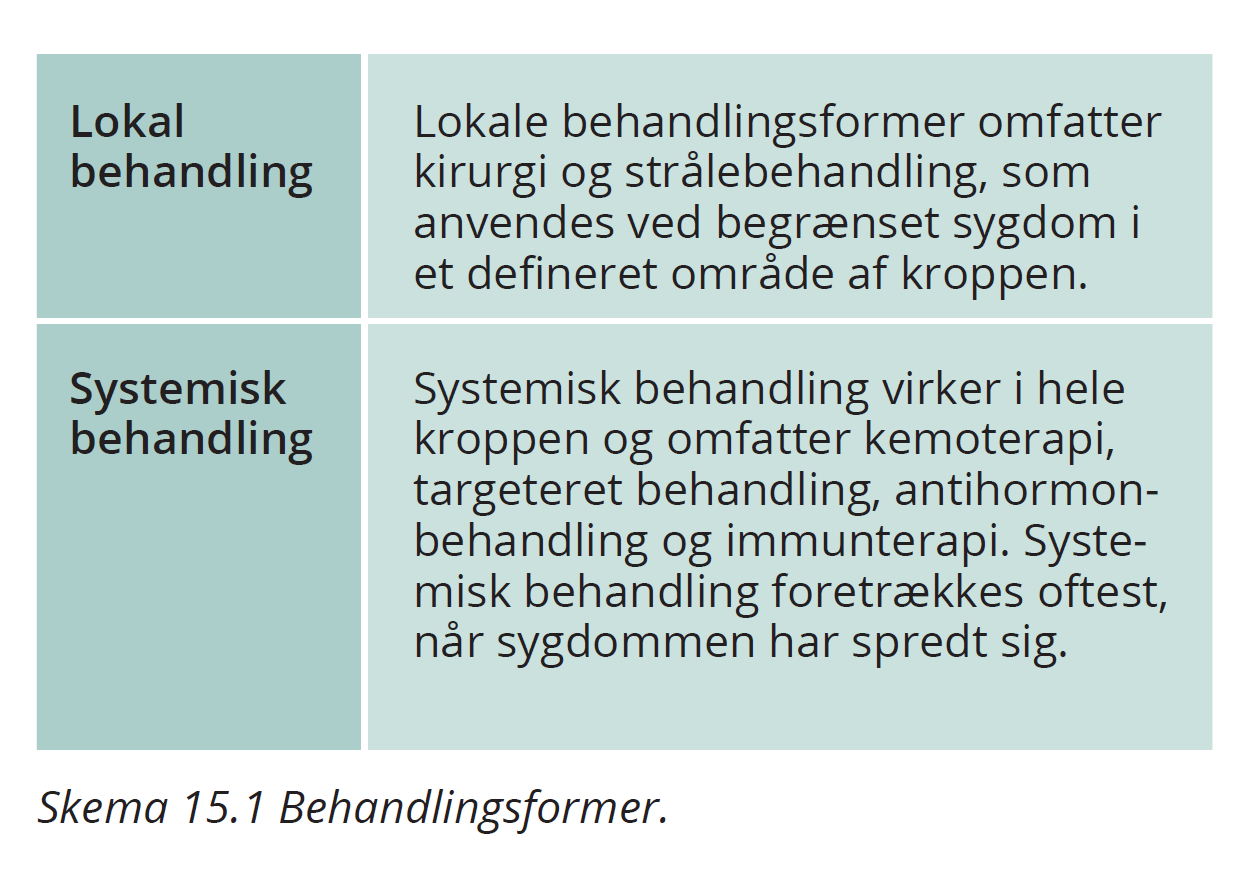 Lokal
behandling
Lokale behandlingsformer omfatter
kirurgi og strålebehandling, som
anvendes ved begrænset sygdom i
et defineret område af kroppen.
Systemisk
behandling
Systemisk behandling virker i hele
kroppen og omfatter kemoterapi,
targeteret behandling, antihormon-
behandling og immunterapi. Syste-
misk behandling foretrækkes oftest,
når sygdommen har spredt sig.
Skema 15.1 Behandlingsformer.